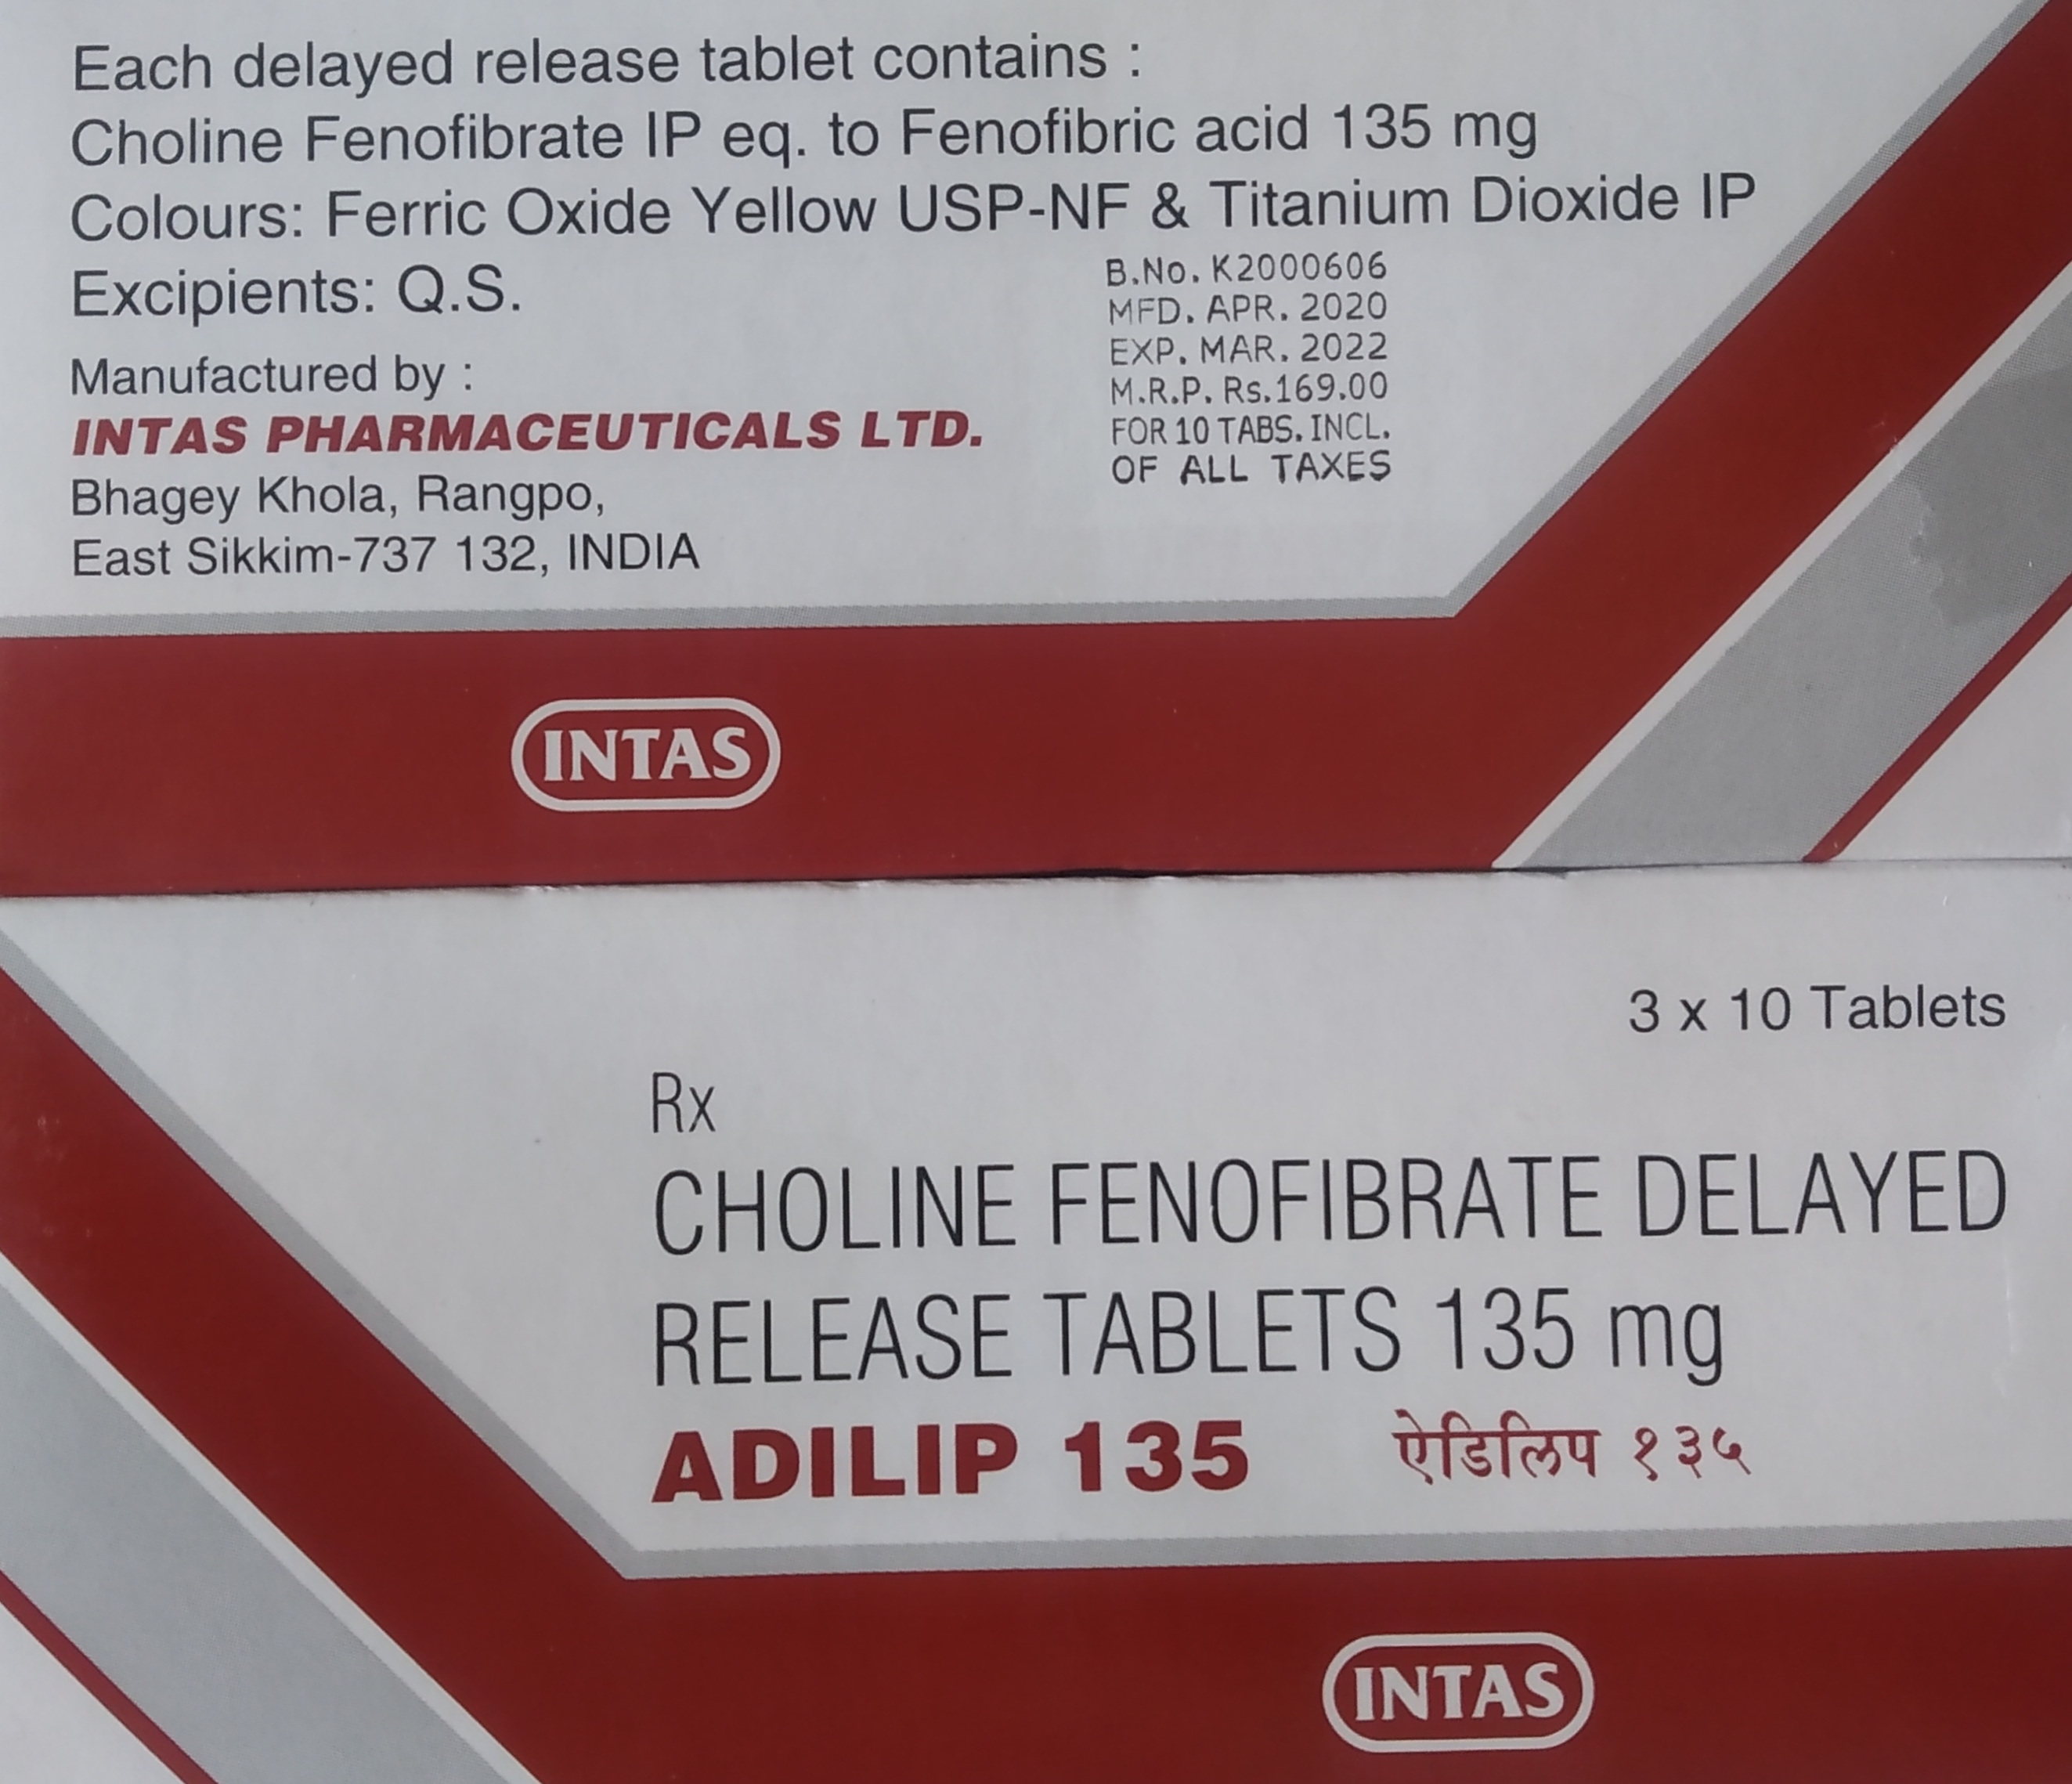 Each delayed release tablet contains :
Choline Fenofibrate IP eq. to Fenofibric acid 135 mg
Colours: Ferric Oxide Yellow USP-NF & Titanium Dioxide IP
Excipients: Q.S.
B.No. K2000606
MFD. APR. 2020
EXP. MAR. 2022
M.R.P. Rs.169.00
FOR 10 TABS. INCL.
OF ALL TAXES
Manufactured by :
INTAS PHARMACEUTICALS LTD.
Bhagey Khola, Rangpo,
East Sikkim-737 132, INDIA
INTAS
3 x 10 Tablets
Rx
CHOLINE FENOFIBRATE DELAYED
RELEASE TABLETS 135 mg
ADILIP 135 ऐडिलिप १३५
INTAS